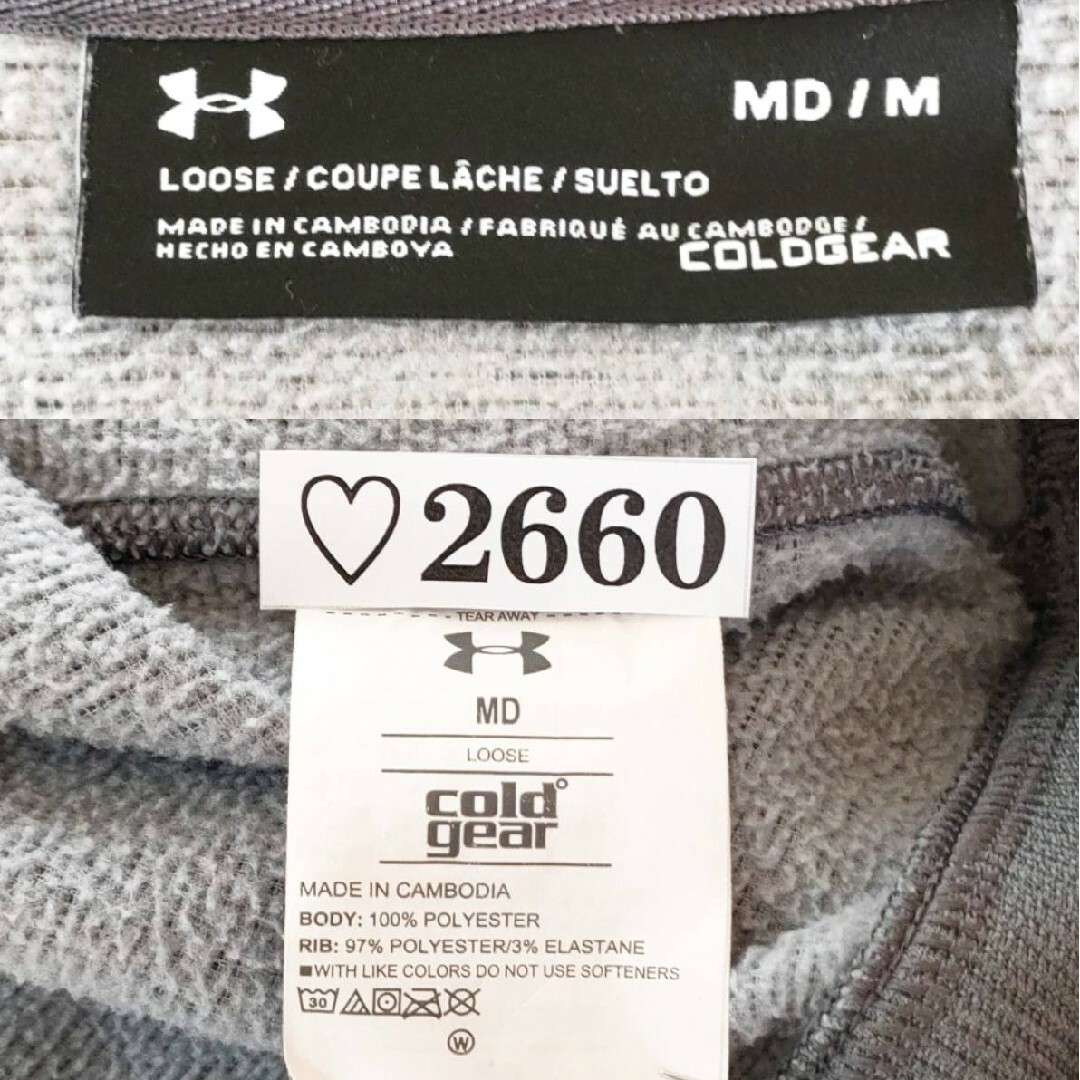 MD / M
LOOSE / COUPE LÂCHE / SUELTO
MADE IN CAMBODIA / FABRIQUÉ AU CAMBODGE /
HECHO EN CAMBOYA
COLDGEAR
♡2660
TEAR AWAY
MD
LOOSE
cold
gear
MADE IN CAMBODIA
BODY: 100% POLYESTER
RIB: 97% POLYESTER/3% ELASTANE
■WITH LIKE COLORS DO NOT USE SOFTENERS
30
W